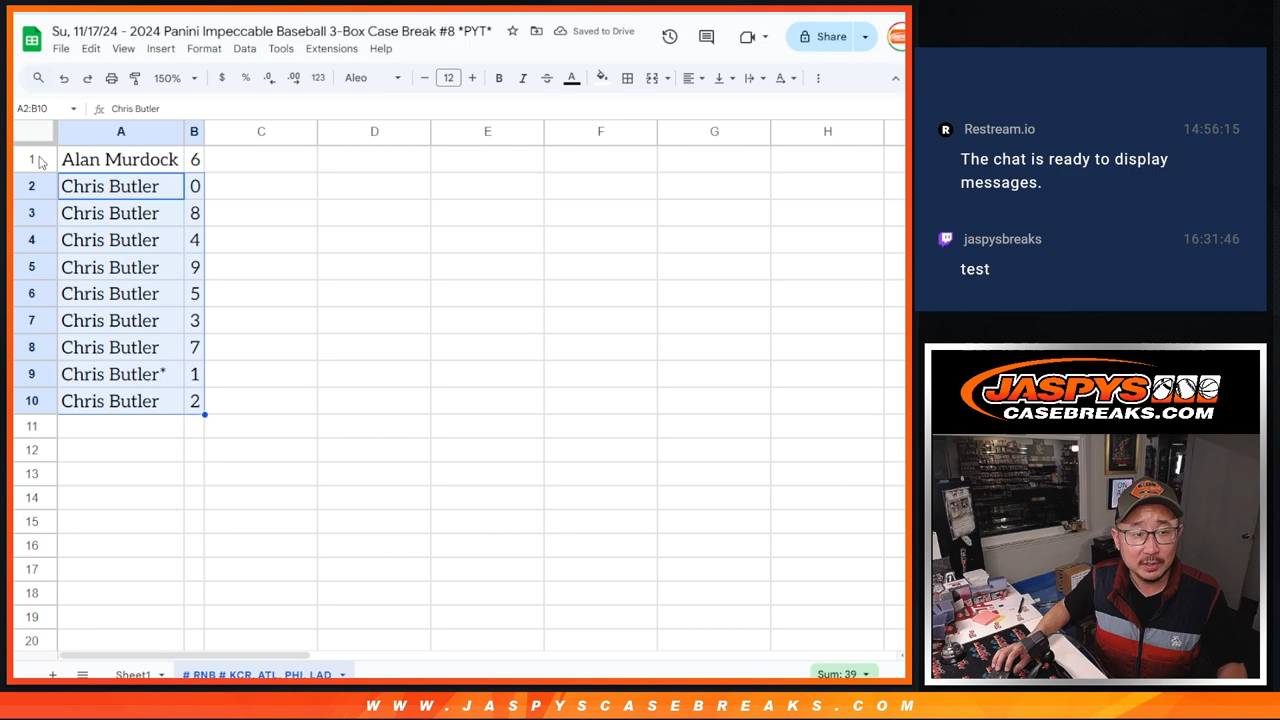 Su, 11/17/24 - 2024 Panini Impeccable Baseball 3-Box Case Break #8 *PYT*
Saved to Drive
Share
File Edit View Insert Format Data Tools Extensions Help
150% $ % .0 .00 123 Aleo 12 B I A
A2:B10 fx Chris Butler
A B C D E F G H
1 Alan Murdock 6
2 Chris Butler 0
3 Chris Butler 8
4 Chris Butler 4
5 Chris Butler 9
6 Chris Butler 5
7 Chris Butler 3
8 Chris Butler 7
9 Chris Butler* 1
10 Chris Butler 2
11
12
13
14
15
16
17
18
19
20
Sheet1 # RNB # KCR, ATL, PHI, LAD Sum: 39
R Restream.io 14:56:15
The chat is ready to display
messages.
jaspysbreaks 16:31:46
test
JASPYS
CASEBREAKS.COM
ON
WWW.JASPYSCASEBREAKS.COM